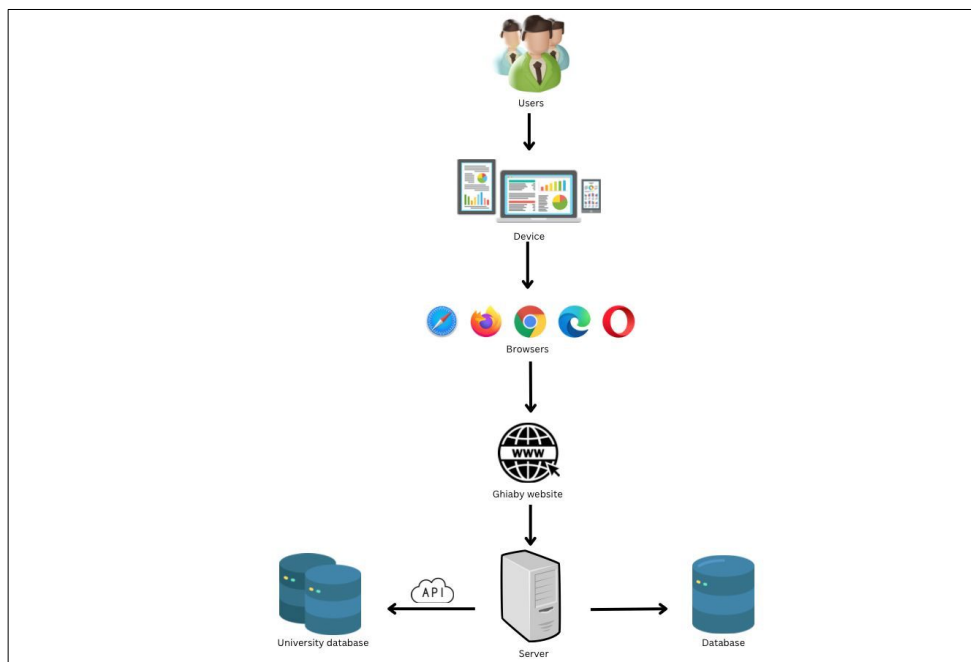 Users
Device
Browsers
WWW
Ghiaby website
API
University database
Server
Database